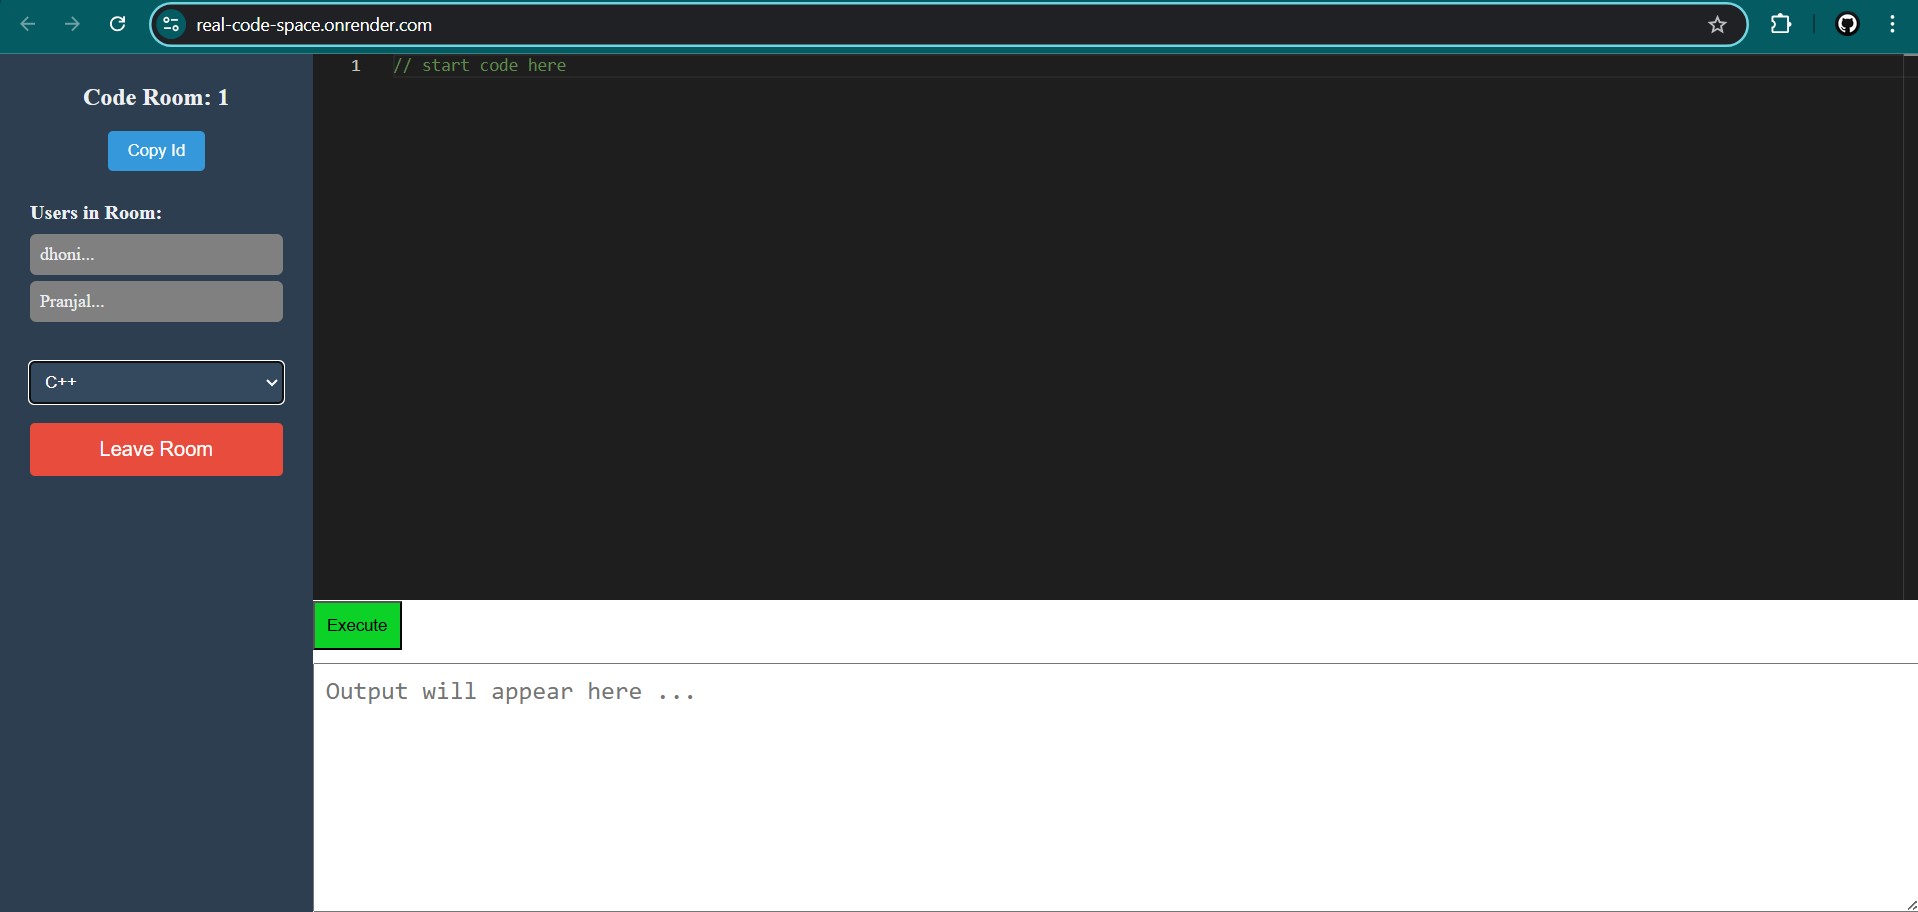 real-code-space.onrender.com
Code Room: 1
Copy Id
Users in Room:
dhoni...
Pranjal...
C++
Leave Room
1 // start code here
Execute
Output will appear here ...